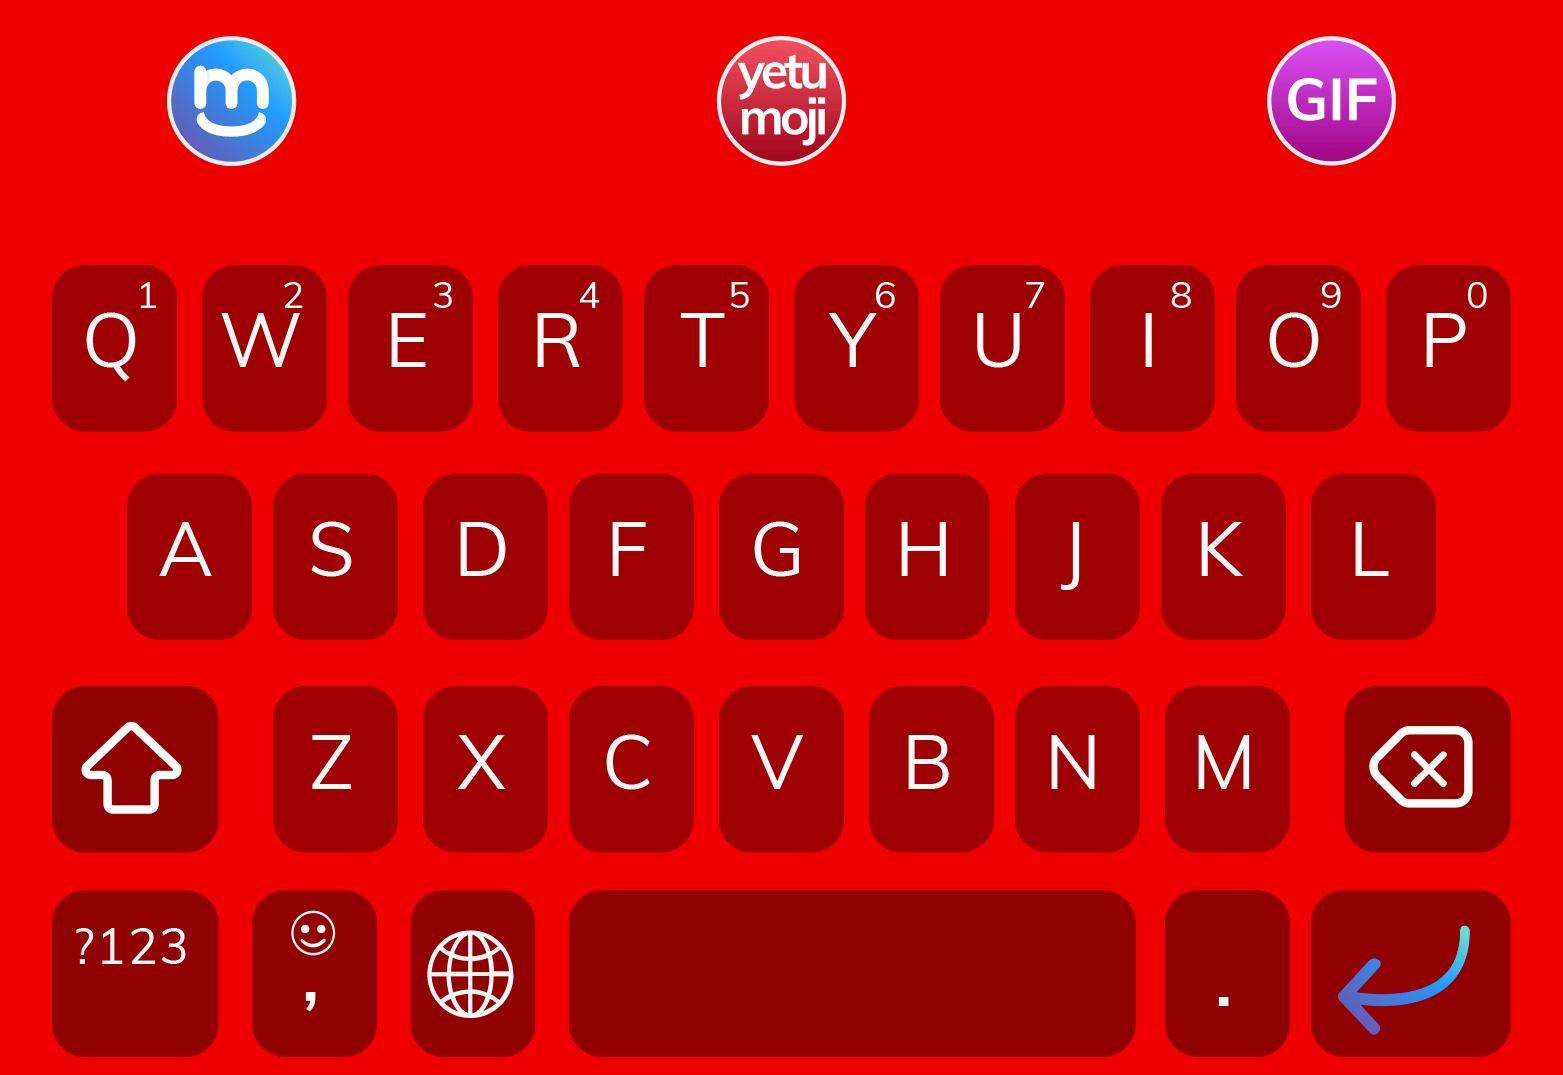 m
yetu
moji
GIF
1 2 3 4 5 6 7 8 9 0
Q W E R T Y U I O P
A S D F G H J K L
Z X C V B N M
?123 , .